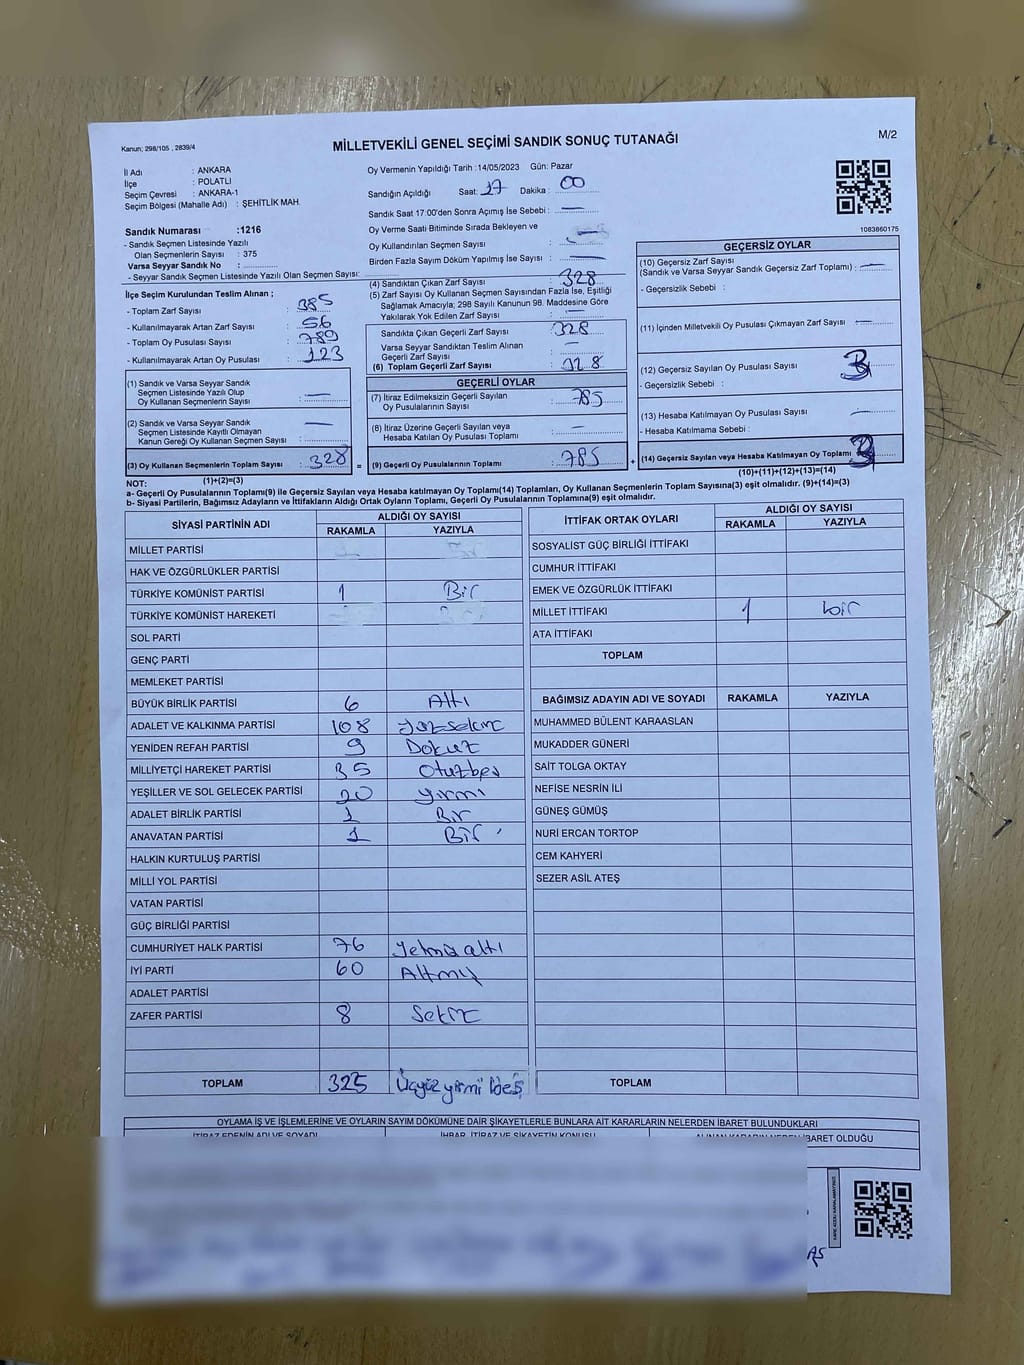 Kanun; 298/105 , 2839/4
MİLLETVEKİLİ GENEL SEÇİMİ SANDIK SONUÇ TUTANAĞI
M/2
İl Adı : ANKARA
İlçe : POLATLI
Seçim Çevresi : ANKARA-1
Seçim Bölgesi (Mahalle Adı) : ŞEHİTLİK MAH.
Oy Vermenin Yapıldığı Tarih :14/05/2023 Gün: Pazar
Sandığın Açıldığı Saat: 17 Dakika : 00
Sandık Saat 17:00'den Sonra Açımış İse Sebebi : —
Oy Verme Saati Bitiminde Sırada Bekleyen ve
Oy Kullandırılan Seçmen Sayısı :
Birden Fazla Sayım Döküm Yapılmış İse Sayısı : —
1083860175
Sandık Numarası :1216
- Sandık Seçmen Listesinde Yazılı
Olan Seçmenlerin Sayısı : 375
Varsa Seyyar Sandık No :
- Seyyar Sandık Seçmen Listesinde Yazılı Olan Seçmen Sayısı:
İlçe Seçim Kurulundan Teslim Alınan ;
- Toplam Zarf Sayısı : 385
- Kullanılmayarak Artan Zarf Sayısı : 56
- Toplam Oy Pusulası Sayısı : 789
- Kullanılmayarak Artan Oy Pusulası : 123
(1) Sandık ve Varsa Seyyar Sandık
Seçmen Listesinde Yazılı Olup
Oy Kullanan Seçmenlerin Sayısı : —
(2) Sandık ve Varsa Seyyar Sandık
Seçmen Listesinde Kayıtlı Olmayan
Kanun Gereği Oy Kullanan Seçmen Sayısı : —
(3) Oy Kullanan Seçmenlerin Toplam Sayısı : 328 =
(1)+(2)=(3)
(4) Sandıktan Çıkan Zarf Sayısı : 328
(5) Zarf Sayısı Oy Kullanan Seçmen Sayısından Fazla İse, Eşitliği
Sağlamak Amacıyla; 298 Sayılı Kanunun 98. Maddesine Göre
Yakılarak Yok Edilen Zarf Sayısı : —
Sandıkta Çıkan Geçerli Zarf Sayısı : 328
Varsa Seyyar Sandıktan Teslim Alınan
Geçerli Zarf Sayısı : —
(6) Toplam Geçerli Zarf Sayısı :
GEÇERLİ OYLAR
(7) İtiraz Edilmeksizin Geçerli Sayılan
Oy Pusulalarının Sayısı : 785
(8) İtiraz Üzerine Geçerli Sayılan veya
Hesaba Katılan Oy Pusulası Toplamı : —
(9) Geçerli Oy Pusulalarının Toplamı : 785 +
GEÇERSİZ OYLAR
(10) Geçersiz Zarf Sayısı
(Sandık ve Varsa Seyyar Sandık Geçersiz Zarf Toplamı) : —
- Geçersizlik Sebebi :
(11) İçinden Milletvekili Oy Pusulası Çıkmayan Zarf Sayısı : —
(12) Geçersiz Sayılan Oy Pusulası Sayısı : 3
- Geçersizlik Sebebi :
(13) Hesaba Katılmayan Oy Pusulası Sayısı : —
- Hesaba Katılmama Sebebi :
(14) Geçersiz Sayılan veya Hesaba Katılmayan Oy Toplamı : 3
(10)+(11)+(12)+(13)=(14)
NOT:
a- Geçerli Oy Pusulalarının Toplamı(9) ile Geçersiz Sayılan veya Hesaba katılmayan Oy Toplamı(14) Toplamları, Oy Kullanan Seçmenlerin Toplam Sayısına(3) eşit olmalıdır. (9)+(14)=(3)
b- Siyasi Partilerin, Bağımsız Adayların ve İttifakların Aldığı Ortak Oyların Toplamı, Geçerli Oy Pusulalarının Toplamına(9) eşit olmalıdır.
SİYASİ PARTİNİN ADI ALDIĞI OY SAYISI
RAKAMLA YAZIYLA
MİLLET PARTİSİ
HAK VE ÖZGÜRLÜKLER PARTİSİ
TÜRKİYE KOMÜNİST PARTİSİ 1 Bir
TÜRKİYE KOMÜNİST HAREKETİ
SOL PARTİ
GENÇ PARTİ
MEMLEKET PARTİSİ
BÜYÜK BİRLİK PARTİSİ 6 Altı
ADALET VE KALKINMA PARTİSİ 108 Yüzsekiz
YENİDEN REFAH PARTİSİ 9 Dokuz
MİLLİYETÇİ HAREKET PARTİSİ 35 Otuzbeş
YEŞİLLER VE SOL GELECEK PARTİSİ 20 yirmi
ADALET BİRLİK PARTİSİ 1 Bir
ANAVATAN PARTİSİ 1 Bir
HALKIN KURTULUŞ PARTİSİ
MİLLİ YOL PARTİSİ
VATAN PARTİSİ
GÜÇ BİRLİĞİ PARTİSİ
CUMHURİYET HALK PARTİSİ 76 Yetmişaltı
İYİ PARTİ 60 Altmış
ADALET PARTİSİ
ZAFER PARTİSİ 8 Sekiz
TOPLAM 325 Üçyüzyirmi beş
İTTİFAK ORTAK OYLARI ALDIĞI OY SAYISI
RAKAMLA YAZIYLA
SOSYALİST GÜÇ BİRLİĞİ İTTİFAKI
CUMHUR İTTİFAKI
EMEK VE ÖZGÜRLÜK İTTİFAKI
MİLLET İTTİFAKI 1 bir
ATA İTTİFAKI
TOPLAM
BAĞIMSIZ ADAYIN ADI VE SOYADI RAKAMLA YAZIYLA
MUHAMMED BÜLENT KARAASLAN
MUKADDER GÜNERİ
SAİT TOLGA OKTAY
NEFİSE NESRİN İLİ
GÜNEŞ GÜMÜŞ
NURİ ERCAN TORTOP
CEM KAHYERİ
SEZER ASİL ATEŞ
TOPLAM
OYLAMA İŞ VE İŞLEMLERİNE VE OYLARIN SAYIM DÖKÜMÜNE DAİR ŞİKAYETLERLE BUNLARA AİT KARARLARIN NELERDEN İBARET BULUNDUKLARI
İTİRAZ EDENİN ADI VE SOYADI İHBAR, İTİRAZ VE ŞİKAYETİN KONUSU ALINAN KARARIN NEDEN İBARET OLDUĞU